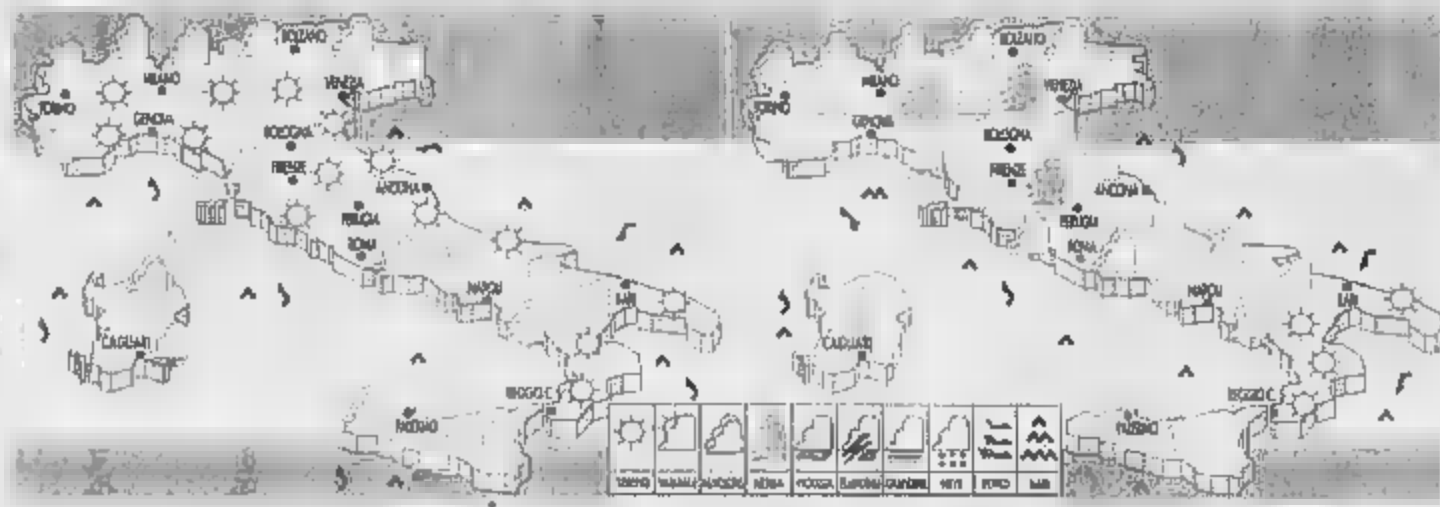 BOLZANO
MILANO
VENEZIA
TORINO
GENOVA
BOLOGNA
FIRENZE
ANCONA
PERUGIA
ROMA
NAPOLI
BARI
CAGLIARI
REGGIO C.
PALERMO
BOLZANO
MILANO
VENEZIA
TORINO
GENOVA
BOLOGNA
FIRENZE
ANCONA
PERUGIA
ROMA
NAPOLI
BARI
CAGLIARI
REGGIO C.
PALERMO
SERENO NEBBIA PIOGGIA NEVE MARI